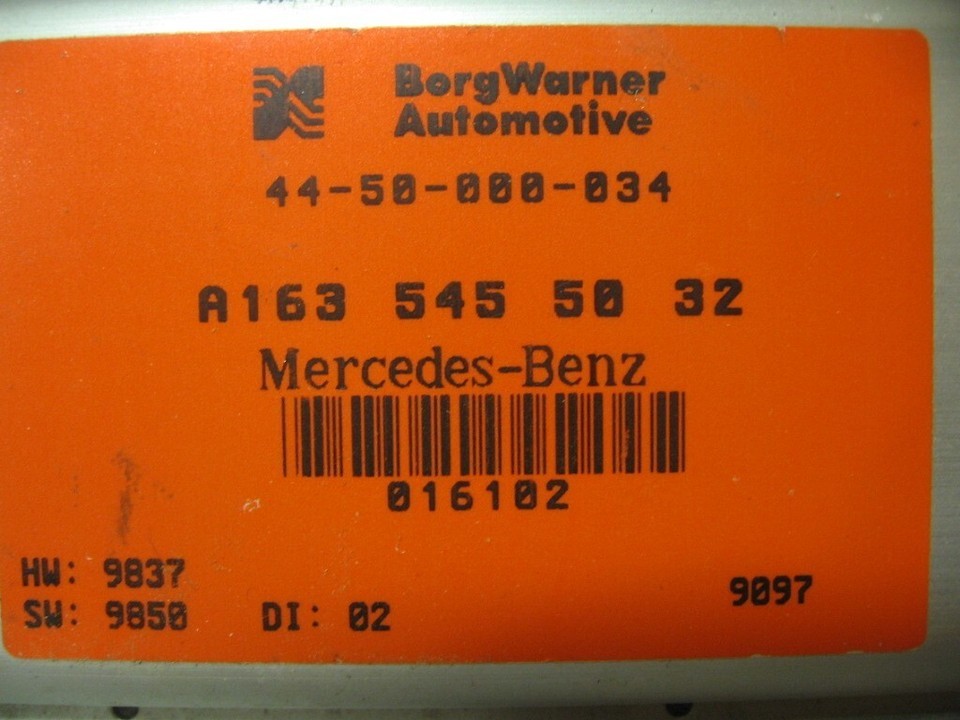 BorgWarner
Automotive
44-50-000-034
A163 545 50 32
Mercedes-Benz
016102
HW: 9837
SW: 9850 DI: 02
9097